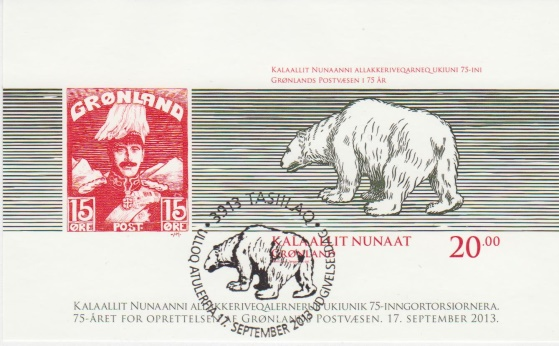 KALAALLIT NUNAANNI ALLAKKERIVEQARNEQ UKIUNI 75-INI
GRØNLANDS POSTVÆSEN I 75 ÅR
GRØNLAND
15 15
ØRE POST· ØRE
KALAALLIT NUNAAT 20.00
GRØNLAND
· 3913 TASIILAQ ·
ULLOQ ATULERFIA 17. SEPTEMBER 2013 UDGIVELSESDAG
KALAALLIT NUNAANNI ALLAKKERIVEQALERNERUP UKIUNIK 75-INNGORTORSIORNERA.
75-ÅRET FOR OPRETTELSEN AF GRØNLANDS POSTVÆSEN. 17. SEPTEMBER 2013.